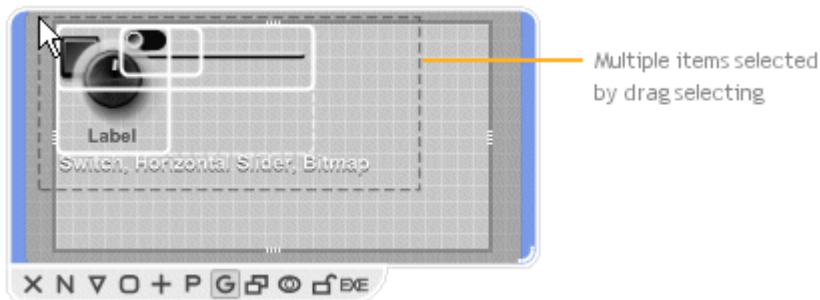 Multiple items selected
by drag selecting
Label
Switch, Horizontal Slider, Bitmap
X N P G EXE